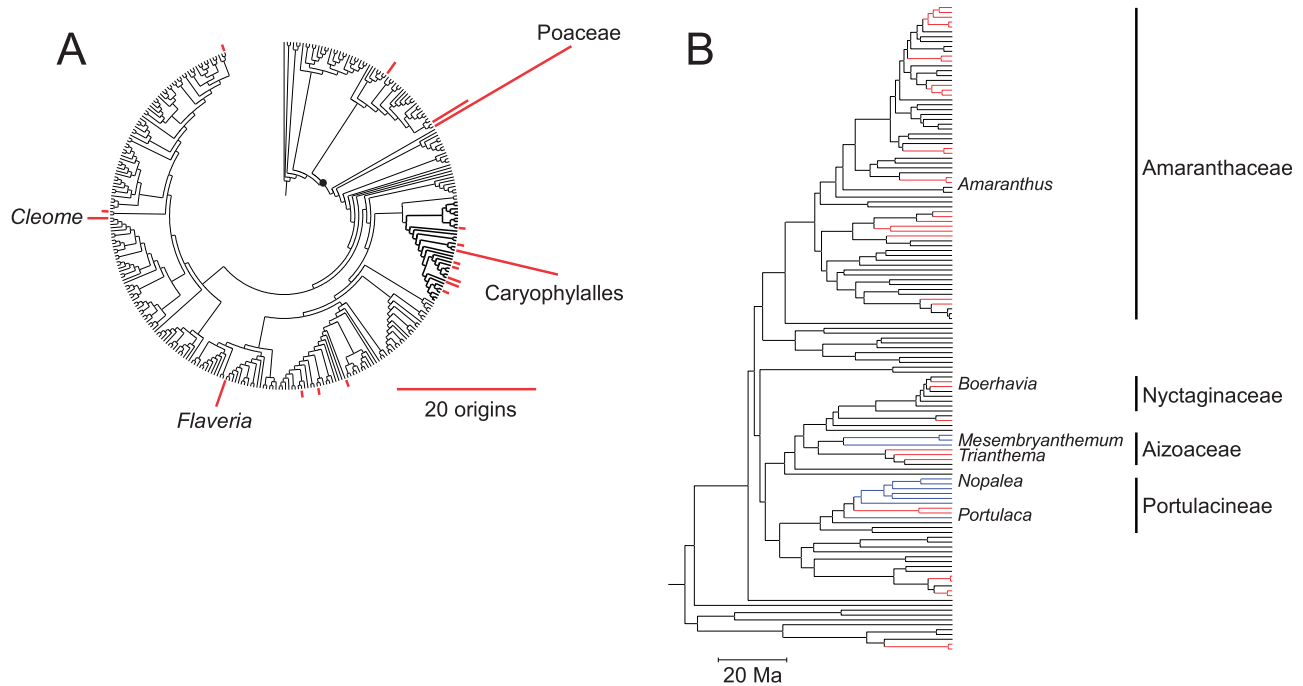 A
Poaceae
Cleome
Caryophylalles
20 origins
Flaveria
B
Amaranthaceae
Amaranthus
Boerhavia
Nyctaginaceae
Mesembryanthemum
Trianthema
Aizoaceae
Nopalea
Portulaca
Portulacineae
20 Ma